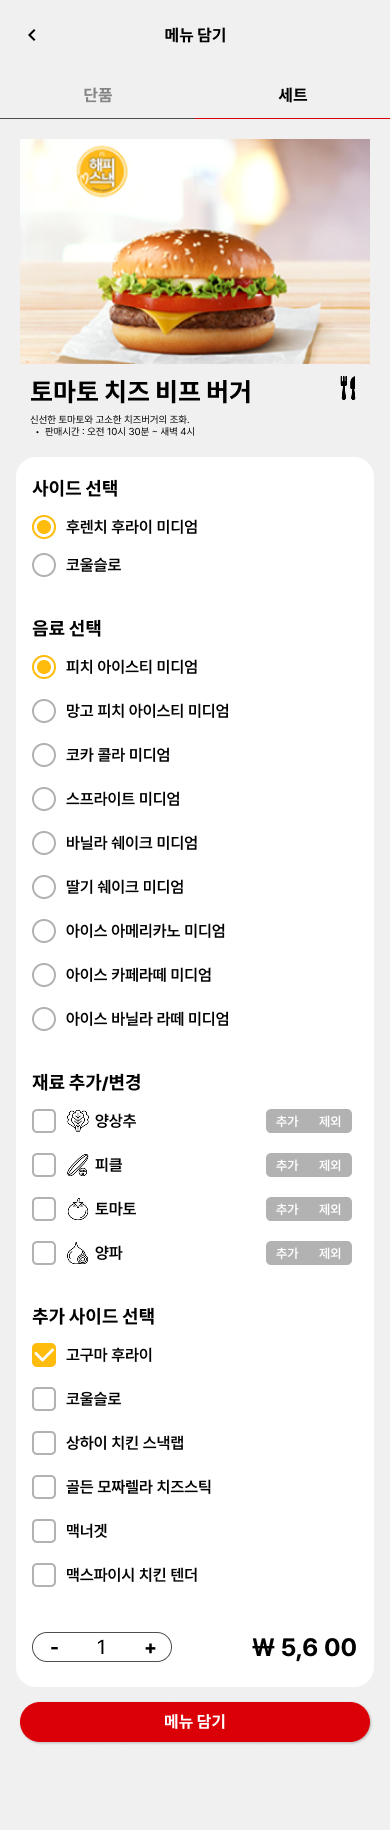 메뉴 담기
단품 세트
해피
스낵
토마토 치즈 비프 버거
신선한 토마토와 고소한 치즈버거의 조화.
• 판매시간 : 오전 10시 30분 ~ 새벽 4시
사이드 선택
후렌치 후라이 미디엄
코울슬로
음료 선택
피치 아이스티 미디엄
망고 피치 아이스티 미디엄
코카 콜라 미디엄
스프라이트 미디엄
바닐라 쉐이크 미디엄
딸기 쉐이크 미디엄
아이스 아메리카노 미디엄
아이스 카페라떼 미디엄
아이스 바닐라 라떼 미디엄
재료 추가/변경
양상추 추가 제외
피클 추가 제외
토마토 추가 제외
양파 추가 제외
추가 사이드 선택
고구마 후라이
코울슬로
상하이 치킨 스낵랩
골든 모짜렐라 치즈스틱
맥너겟
맥스파이시 치킨 텐더
- 1 + ₩ 5,6 00
메뉴 담기